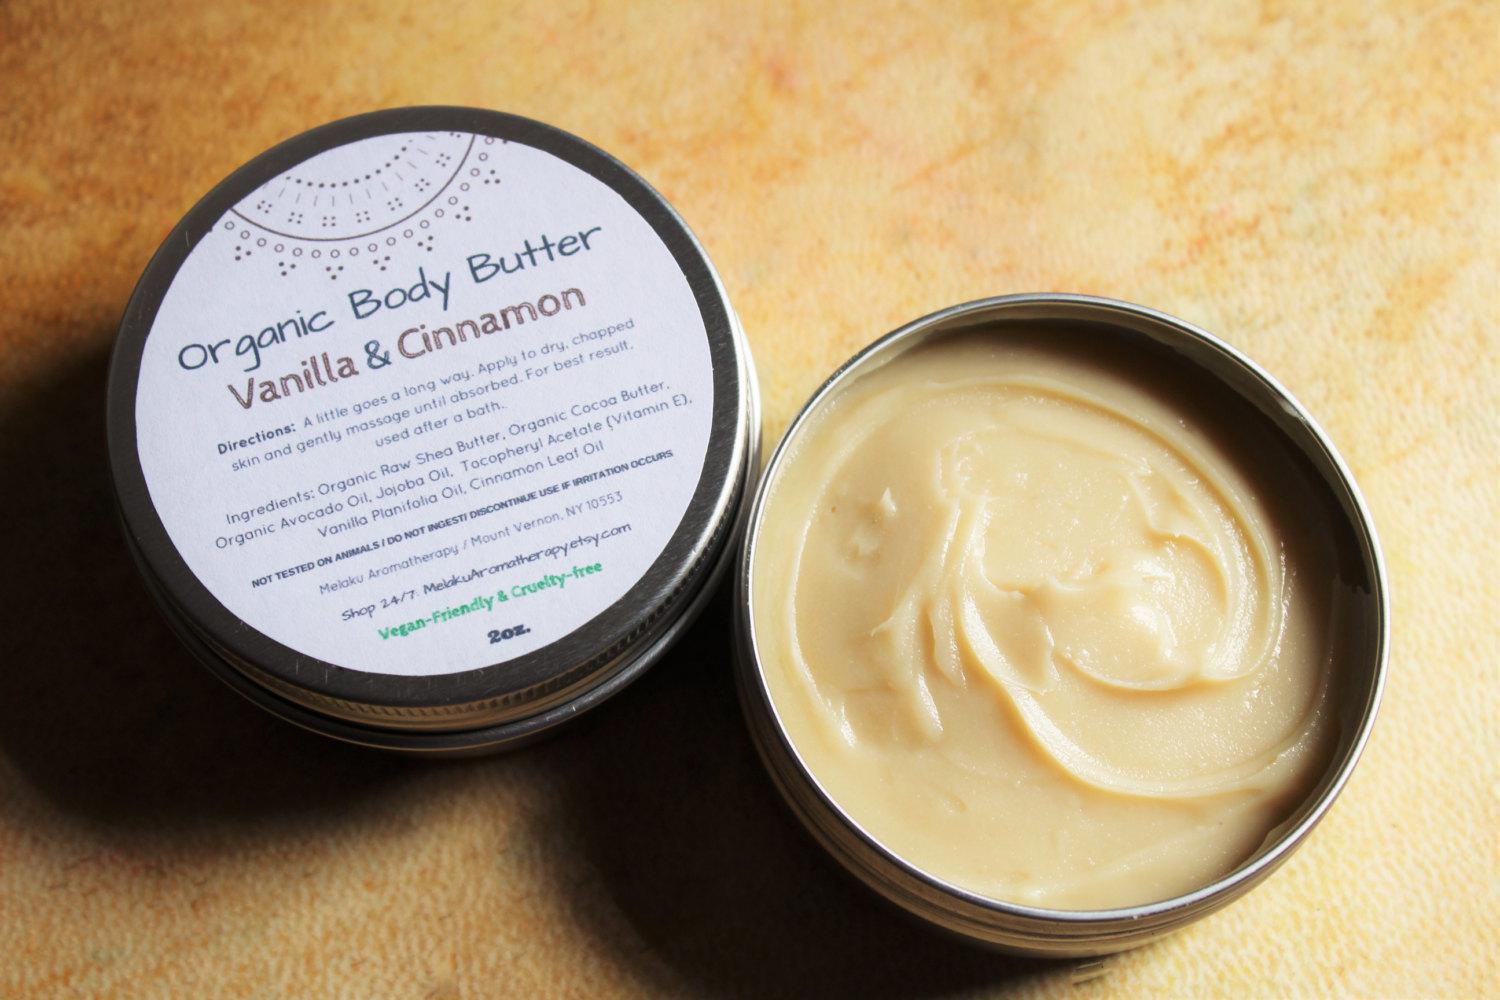 Organic Body Butter
Vanilla & Cinnamon
Directions: A little goes a long way. Apply to dry, chapped
skin and gently massage until absorbed. For best result,
used after a bath.
Ingredients: Organic Raw Shea Butter, Organic Cocoa Butter,
Organic Avocado Oil, Jojoba Oil, Tocopheryl Acetate (Vitamin E),
Vanilla Planifolia Oil, Cinnamon Leaf Oil
NOT TESTED ON ANIMALS / DO NOT INGEST/ DISCONTINUE USE IF IRRITATION OCCURS
Melaku Aromatherapy / Mount Vernon, NY 10553
Shop 24/7: MelakuAromatherapy.etsy.com
Vegan-Friendly & Cruelty-free
2oz.